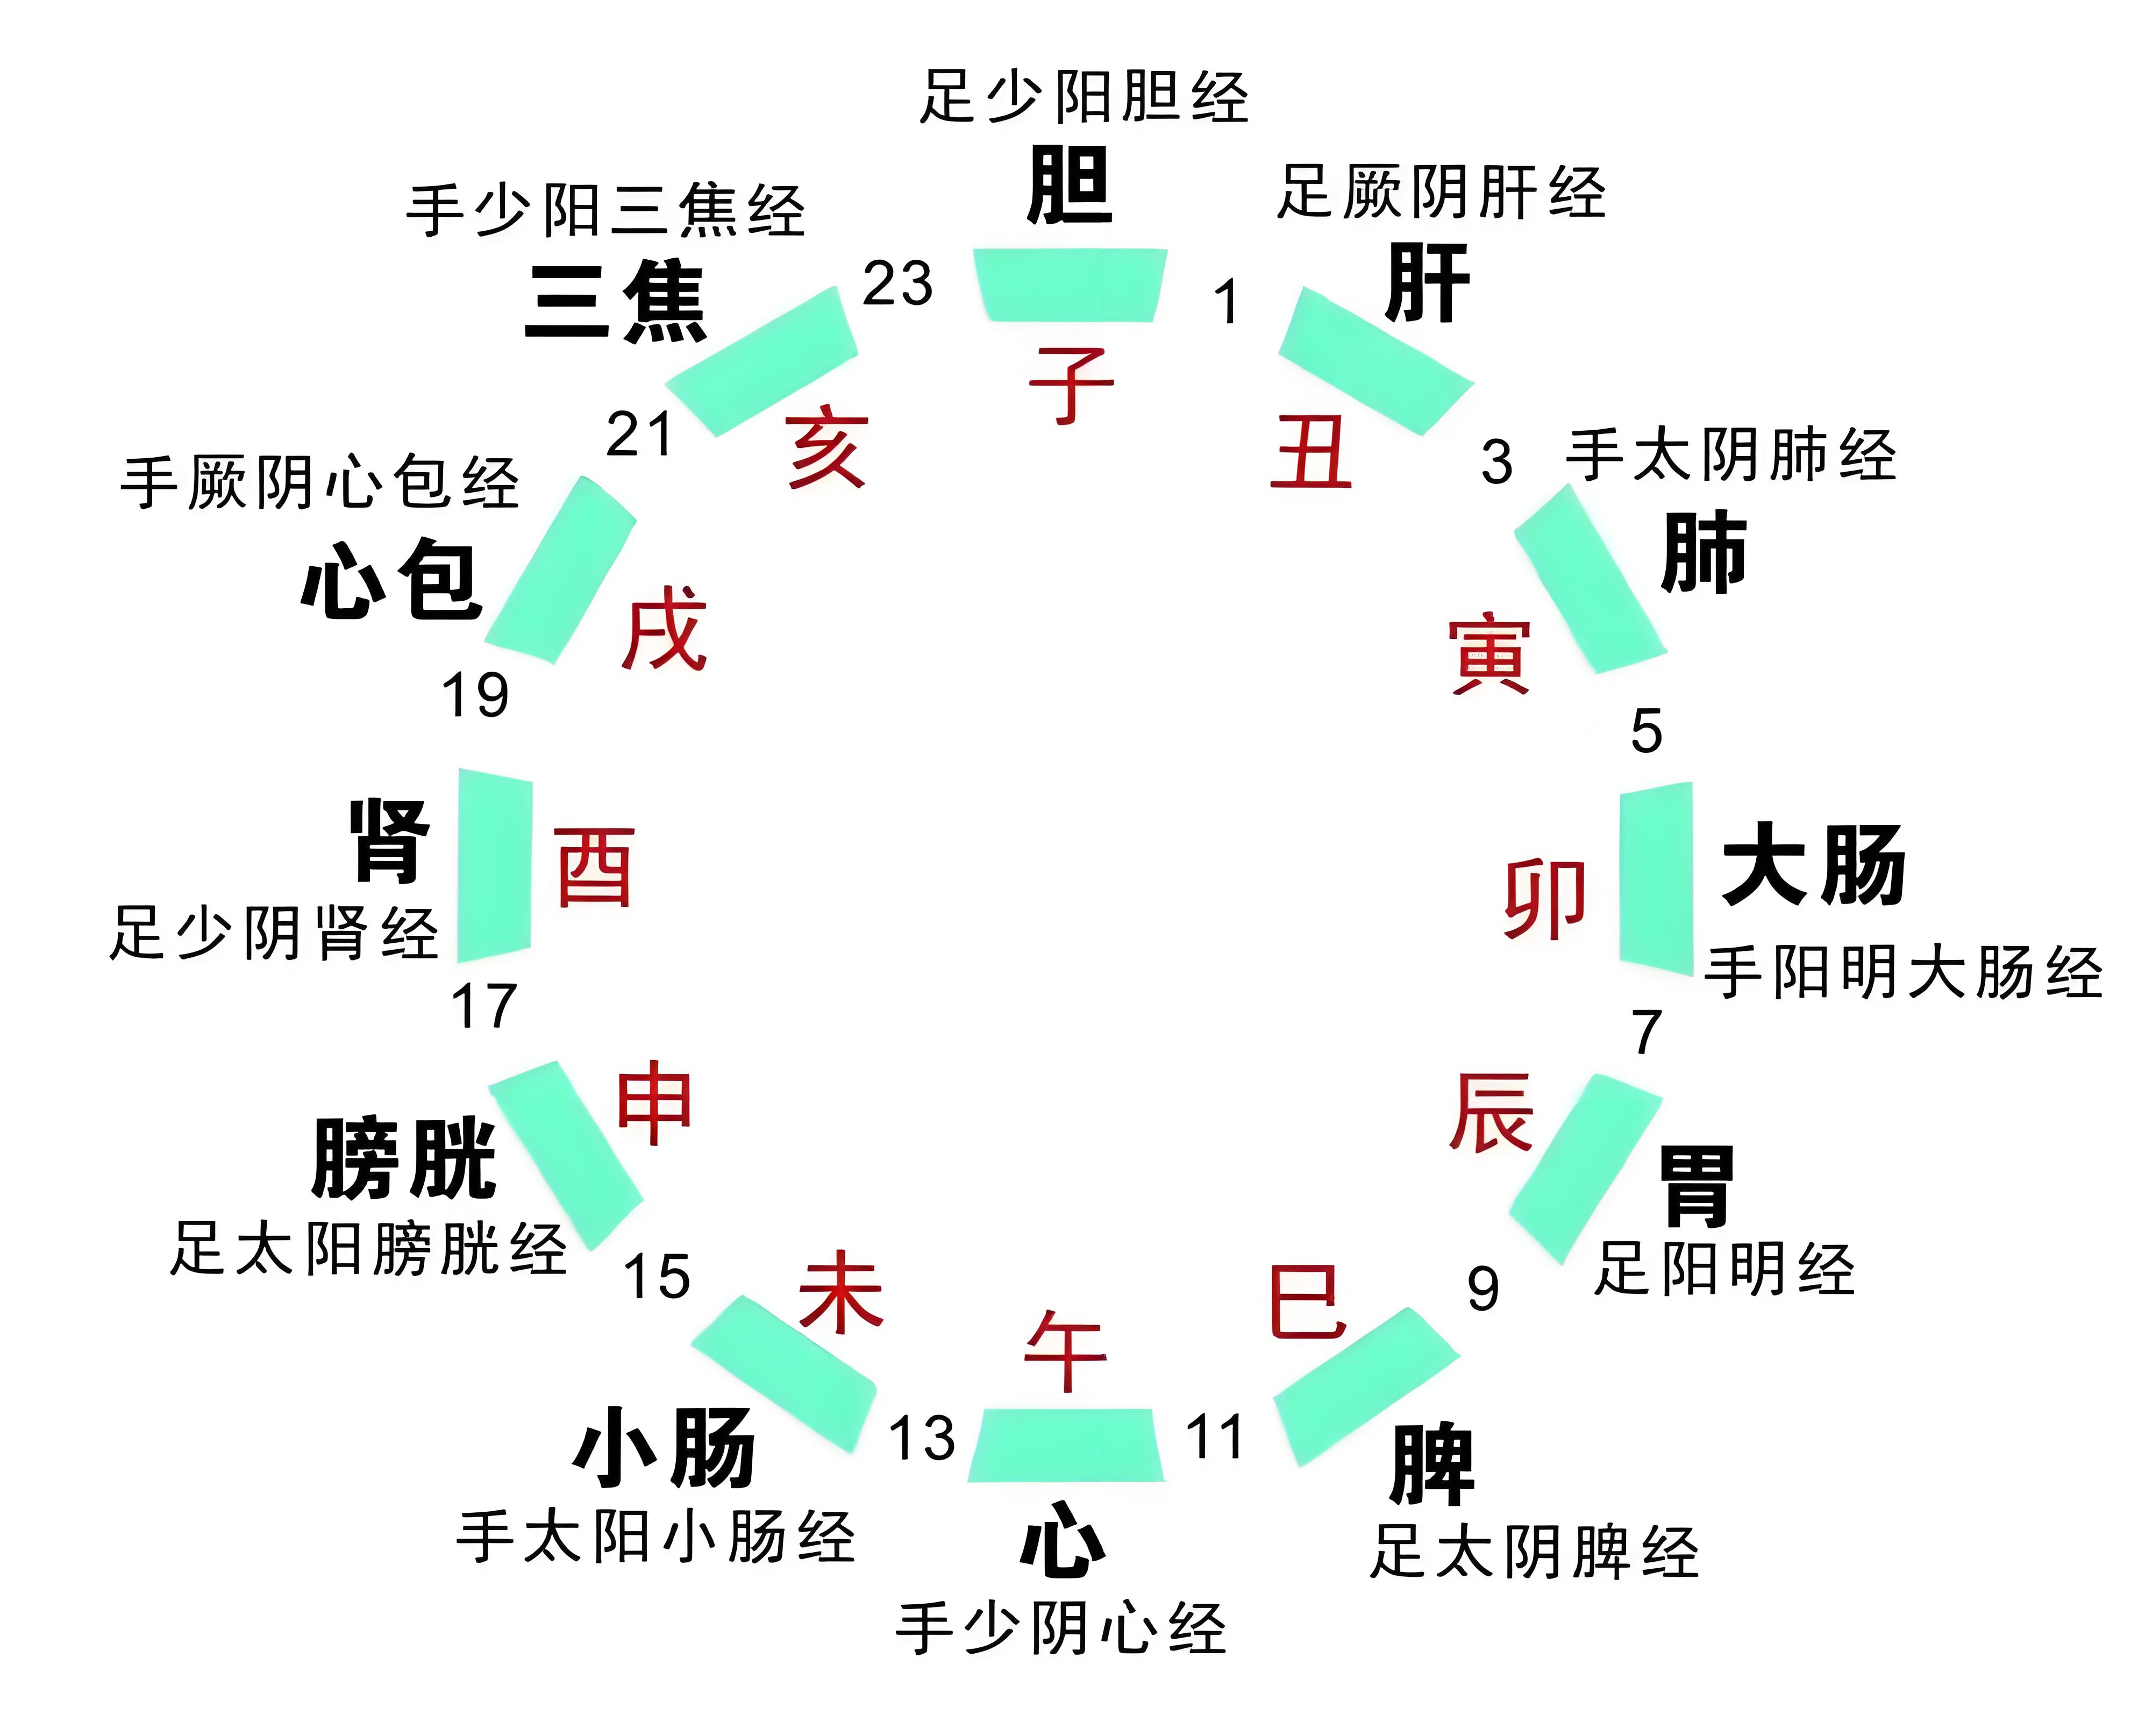 足少阳胆经
胆
子
1
足厥阴肝经
肝
丑
3
手太阴肺经
肺
寅
5
大肠
卯
手阳明大肠经
7
辰
胃
足阳明经
9
巳
脾
足太阴脾经
11
午
心
手少阴心经
13
未
小肠
手太阳小肠经
15
申
膀胱
足太阳膀胱经
17
酉
肾
足少阴肾经
19
手厥阴心包经
心包
戌
21
手少阳三焦经
三焦
亥
23